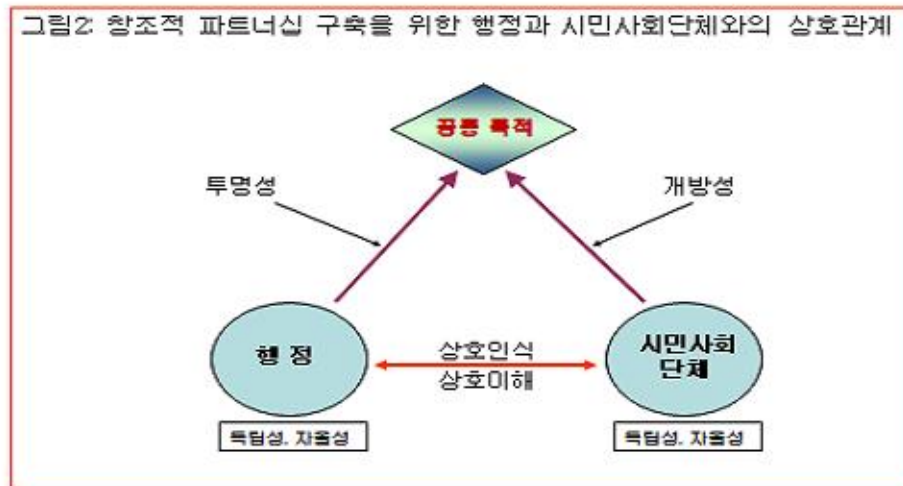 그림2: 창조적 파트너십 구축을 위한 행정과 시민사회단체와의 상호관계
공통 목적
투명성
개방성
행 정
상호인식
상호이해
시민사회
단체
독립성, 자율성
독립성, 자율성